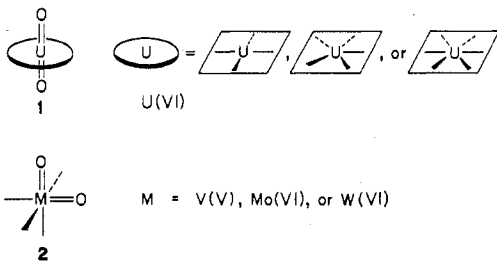 O
U
O
1
U
=
U
,
U
, or
U
U(VI)
O
M
O
2
M = V(V), Mo(VI), or W(VI)